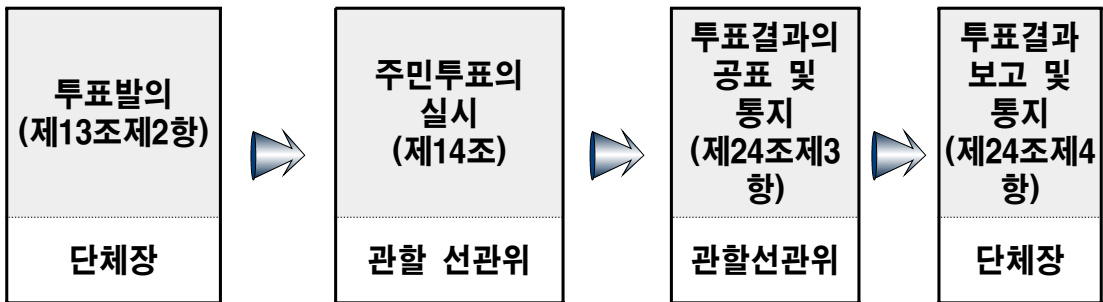 투표발의
(제13조제2항)
단체장
주민투표의
실시
(제14조)
관할 선관위
투표결과의
공표 및
통지
(제24조제3
항)
관할선관위
투표결과
보고 및
통지
(제24조제4
항)
단체장